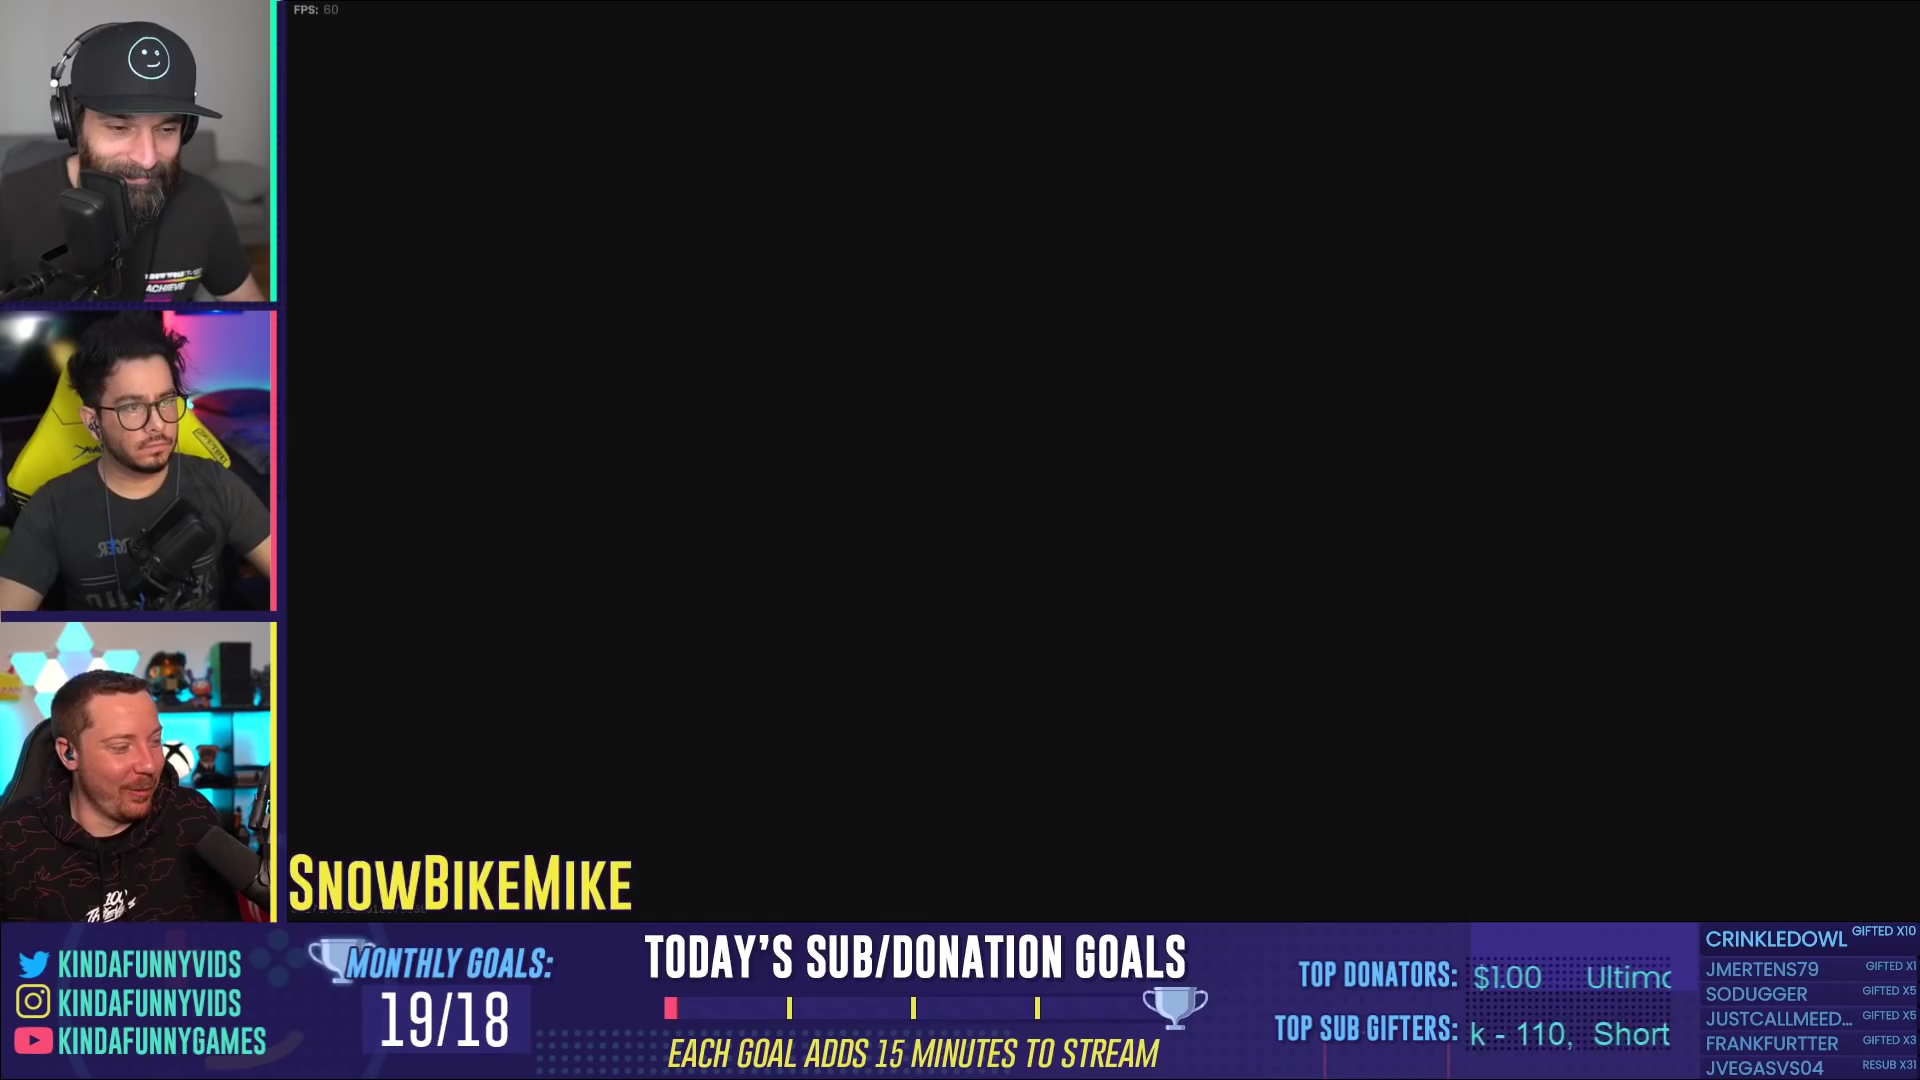 FPS: 60
ACHIEVE
SNOWBIKEMIKE
KINDAFUNNYVIDS
KINDAFUNNYVIDS
KINDAFUNNYGAMES
MONTHLY GOALS:
19/18
TODAY'S SUB/DONATION GOALS
EACH GOAL ADDS 15 MINUTES TO STREAM
TOP DONATORS: $1.00 Ultim
TOP SUB GIFTERS: k - 110, Short
CRINKLEDOWL GIFTED X10
JMERTENS79 GIFTED X1
SODUGGER GIFTED X5
JUSTCALLMEED... GIFTED X5
FRANKFURTTER GIFTED X3
JVEGASVS04 RESUB X31